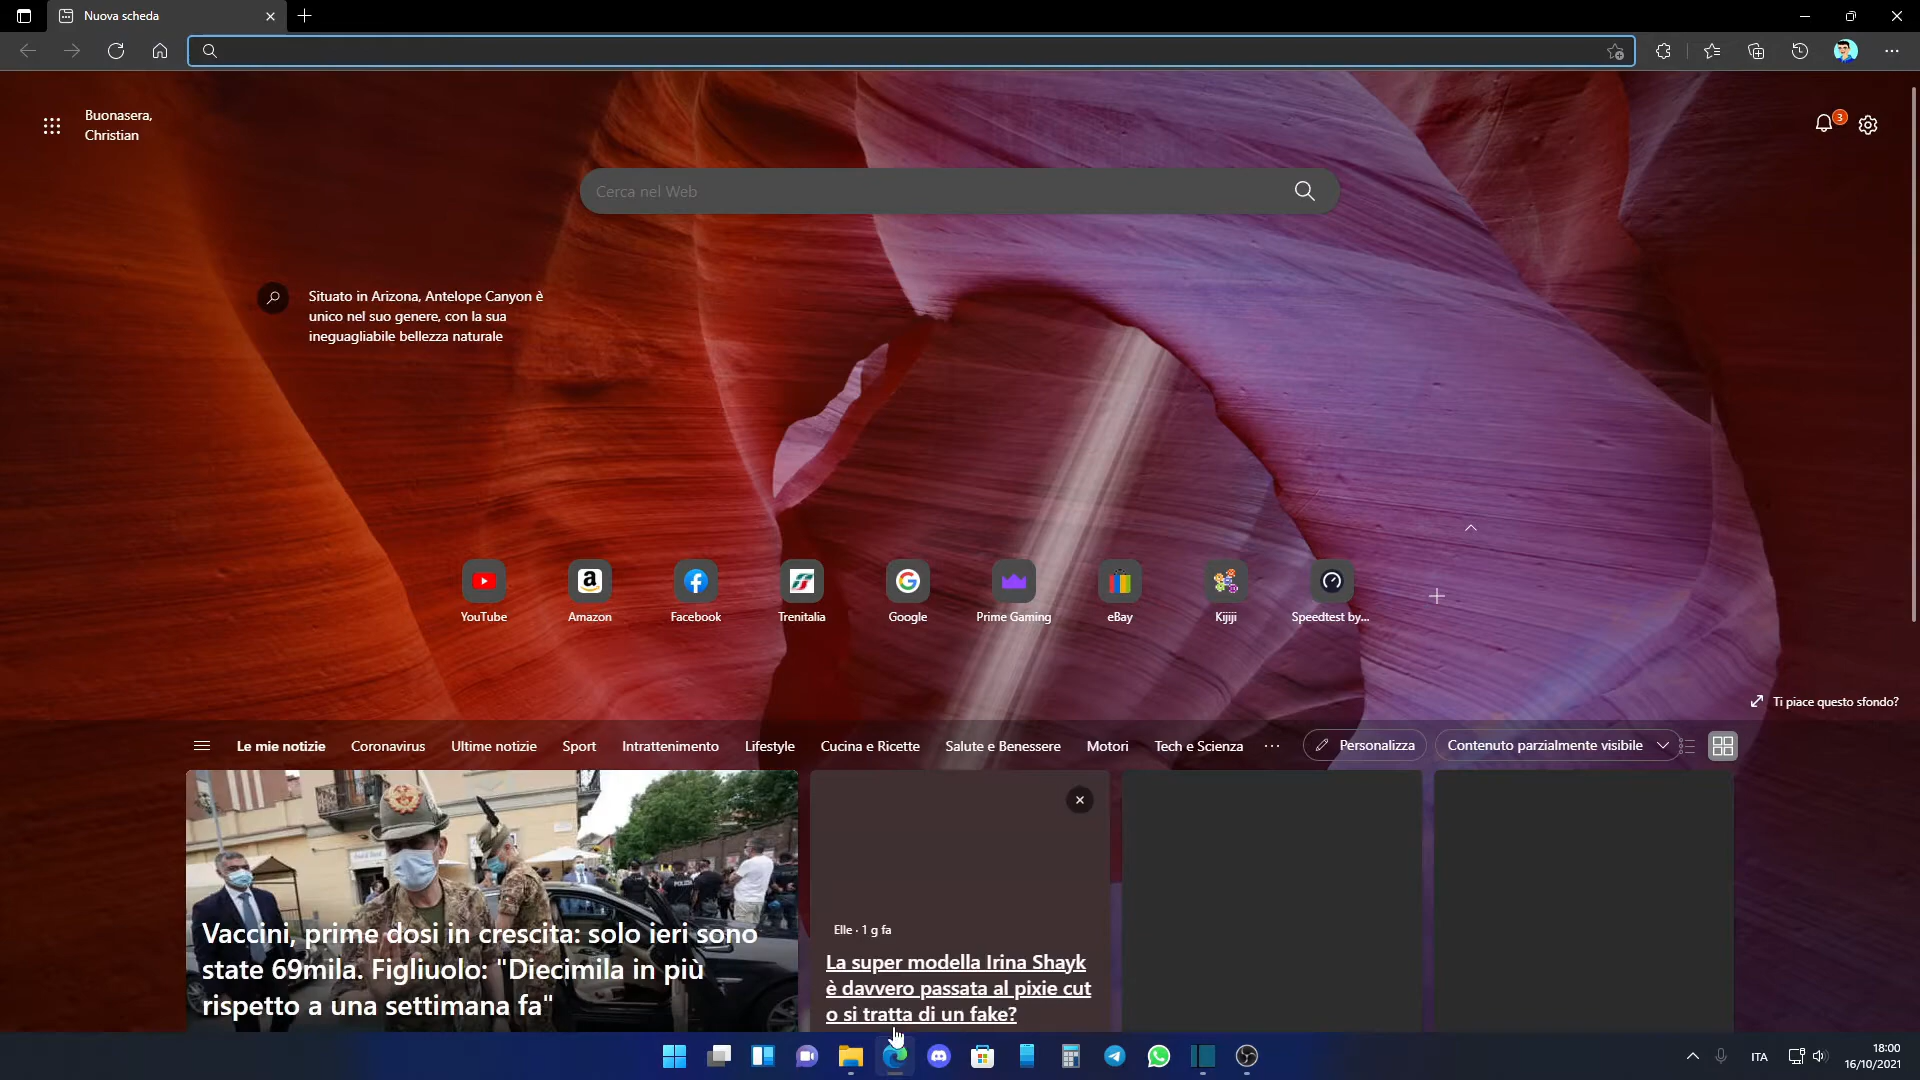 Nuova scheda
Buonasera,
Christian
3
Cerca nel Web
Situato in Arizona, Antelope Canyon è
unico nel suo genere, con la sua
ineguagliabile bellezza naturale
YouTube
Amazon
Facebook
Trenitalia
Google
Prime Gaming
eBay
Kijiji
Speedtest by...
Ti piace questo sfondo?
Le mie notizie
Coronavirus
Ultime notizie
Sport
Intrattenimento
Lifestyle
Cucina e Ricette
Salute e Benessere
Motori
Tech e Scienza
Personalizza
Contenuto parzialmente visibile
POLIZIA
Vaccini, prime dosi in crescita: solo ieri sono
state 69mila. Figliuolo: "Diecimila in più
rispetto a una settimana fa"
Elle · 1 g fa
La super modella Irina Shayk
è davvero passata al pixie cut
o si tratta di un fake?
ITA
18:00
16/10/2021